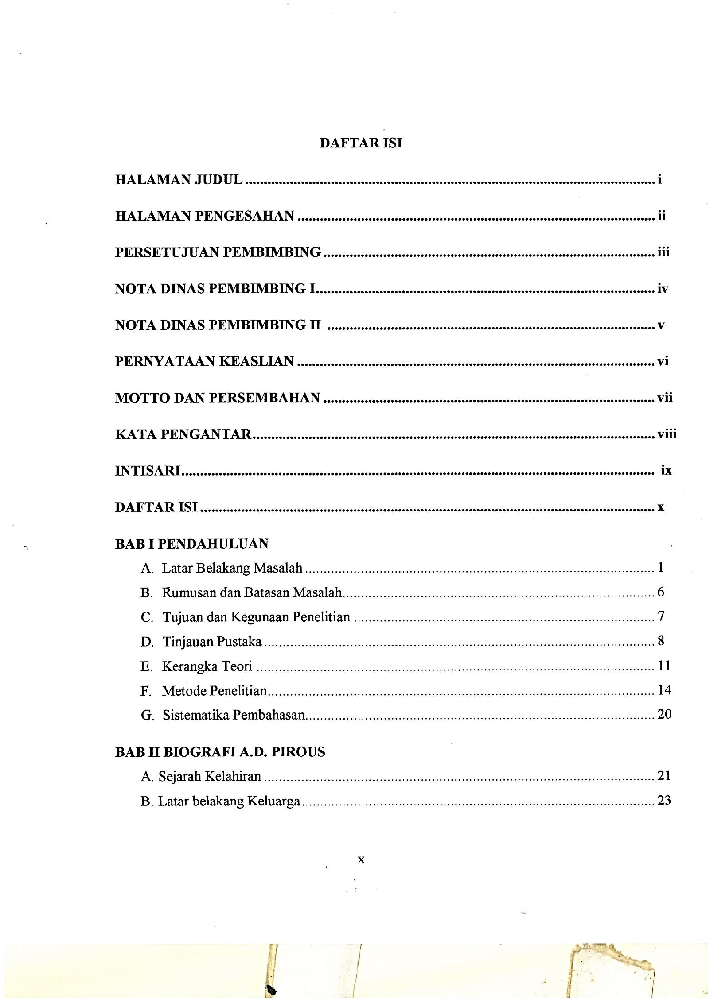 DAFTAR ISI
HALAMAN JUDUL ........ i
HALAMAN PENGESAHAN ........ ii
PERSETUJUAN PEMBIMBING ........ iii
NOTA DINAS PEMBIMBING I ........ iv
NOTA DINAS PEMBIMBING II ........ v
PERNYATAAN KEASLIAN ........ vi
MOTTO DAN PERSEMBAHAN ........ vii
KATA PENGANTAR ........ viii
INTISARI ........ ix
DAFTAR ISI ........ x
BAB I PENDAHULUAN
A. Latar Belakang Masalah ........ 1
B. Rumusan dan Batasan Masalah ........ 6
C. Tujuan dan Kegunaan Penelitian ........ 7
D. Tinjauan Pustaka ........ 8
E. Kerangka Teori ........ 11
F. Metode Penelitian ........ 14
G. Sistematika Pembahasan ........ 20
BAB II BIOGRAFI A.D. PIROUS
A. Sejarah Kelahiran ........ 21
B. Latar belakang Keluarga ........ 23
x